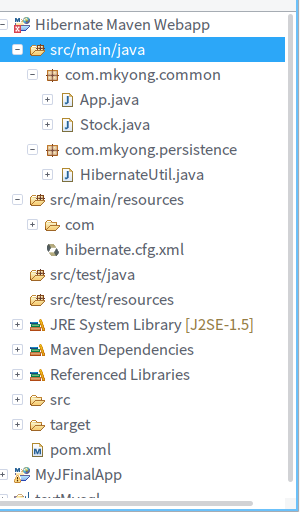 Hibernate Maven Webapp
src/main/java
com.mkyong.common
App.java
Stock.java
com.mkyong.persistence
HibernateUtil.java
src/main/resources
com
hibernate.cfg.xml
src/test/java
src/test/resources
JRE System Library [J2SE-1.5]
Maven Dependencies
Referenced Libraries
src
target
pom.xml
MyJFinalApp